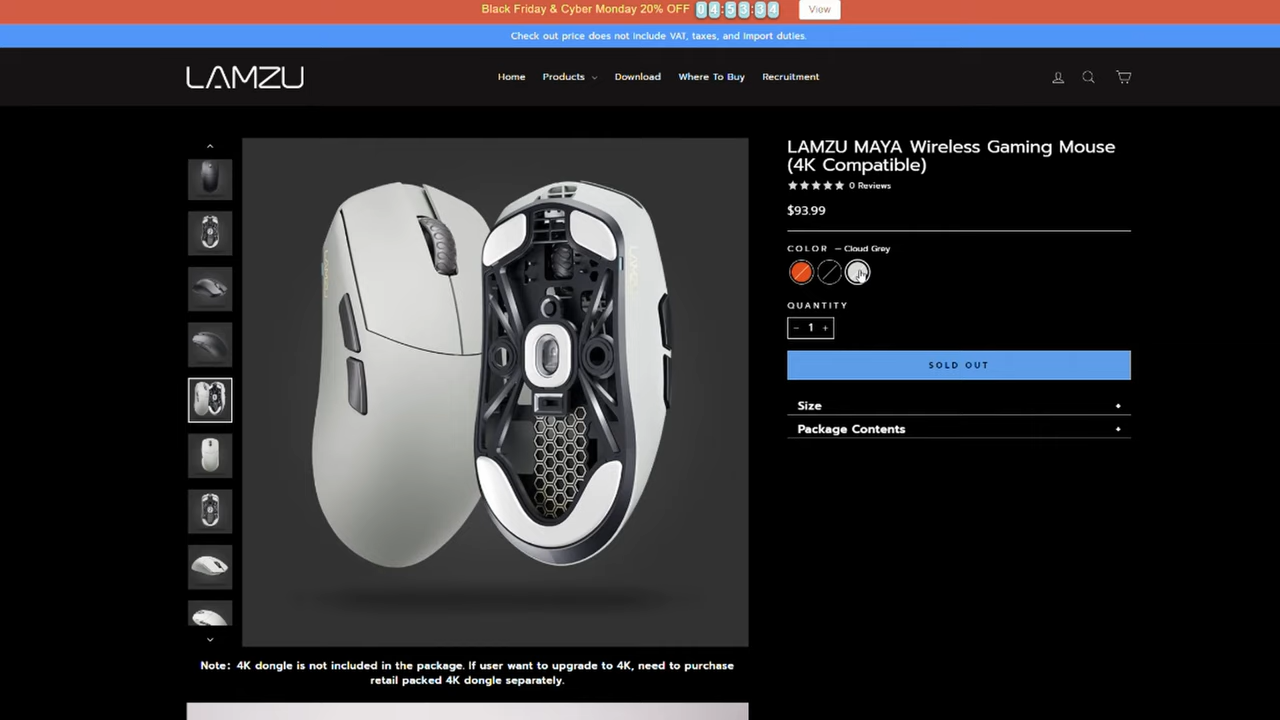 Black Friday & Cyber Monday 20% OFF 04:53:34 View
Check out price does not include VAT, taxes, and import duties.
LAMZU Home Products Download Where To Buy Recruitment
LAMZU MAYA Wireless Gaming Mouse
(4K Compatible)
0 Reviews
$93.99
COLOR — Cloud Grey
QUANTITY
− 1 +
SOLD OUT
Size +
Package Contents +
Note: 4K dongle is not included in the package. If user want to upgrade to 4K, need to purchase
retail packed 4K dongle separately.